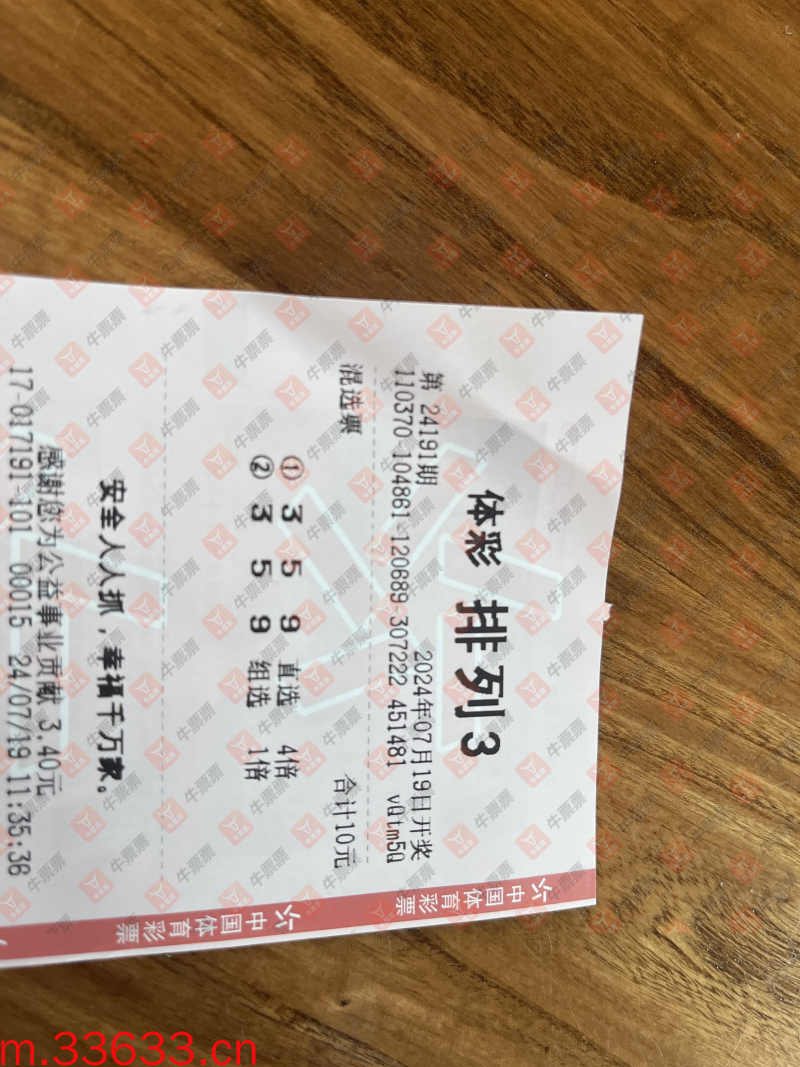 体彩 排列3
第 24191期 2024年07月19日开奖
110370-104861-120689-307222 451481 vQtm5Q
混选票 合计10元
① 3 5 9 直选 4倍
② 3 5 9 组选 1倍
安全人人抓，幸福千万家。
感谢您为公益事业贡献 3.40元
17-017191-101 00015 24/07/19 11:35:36
中国体育彩票
中国体育彩票
牛票票
m.33633.cn